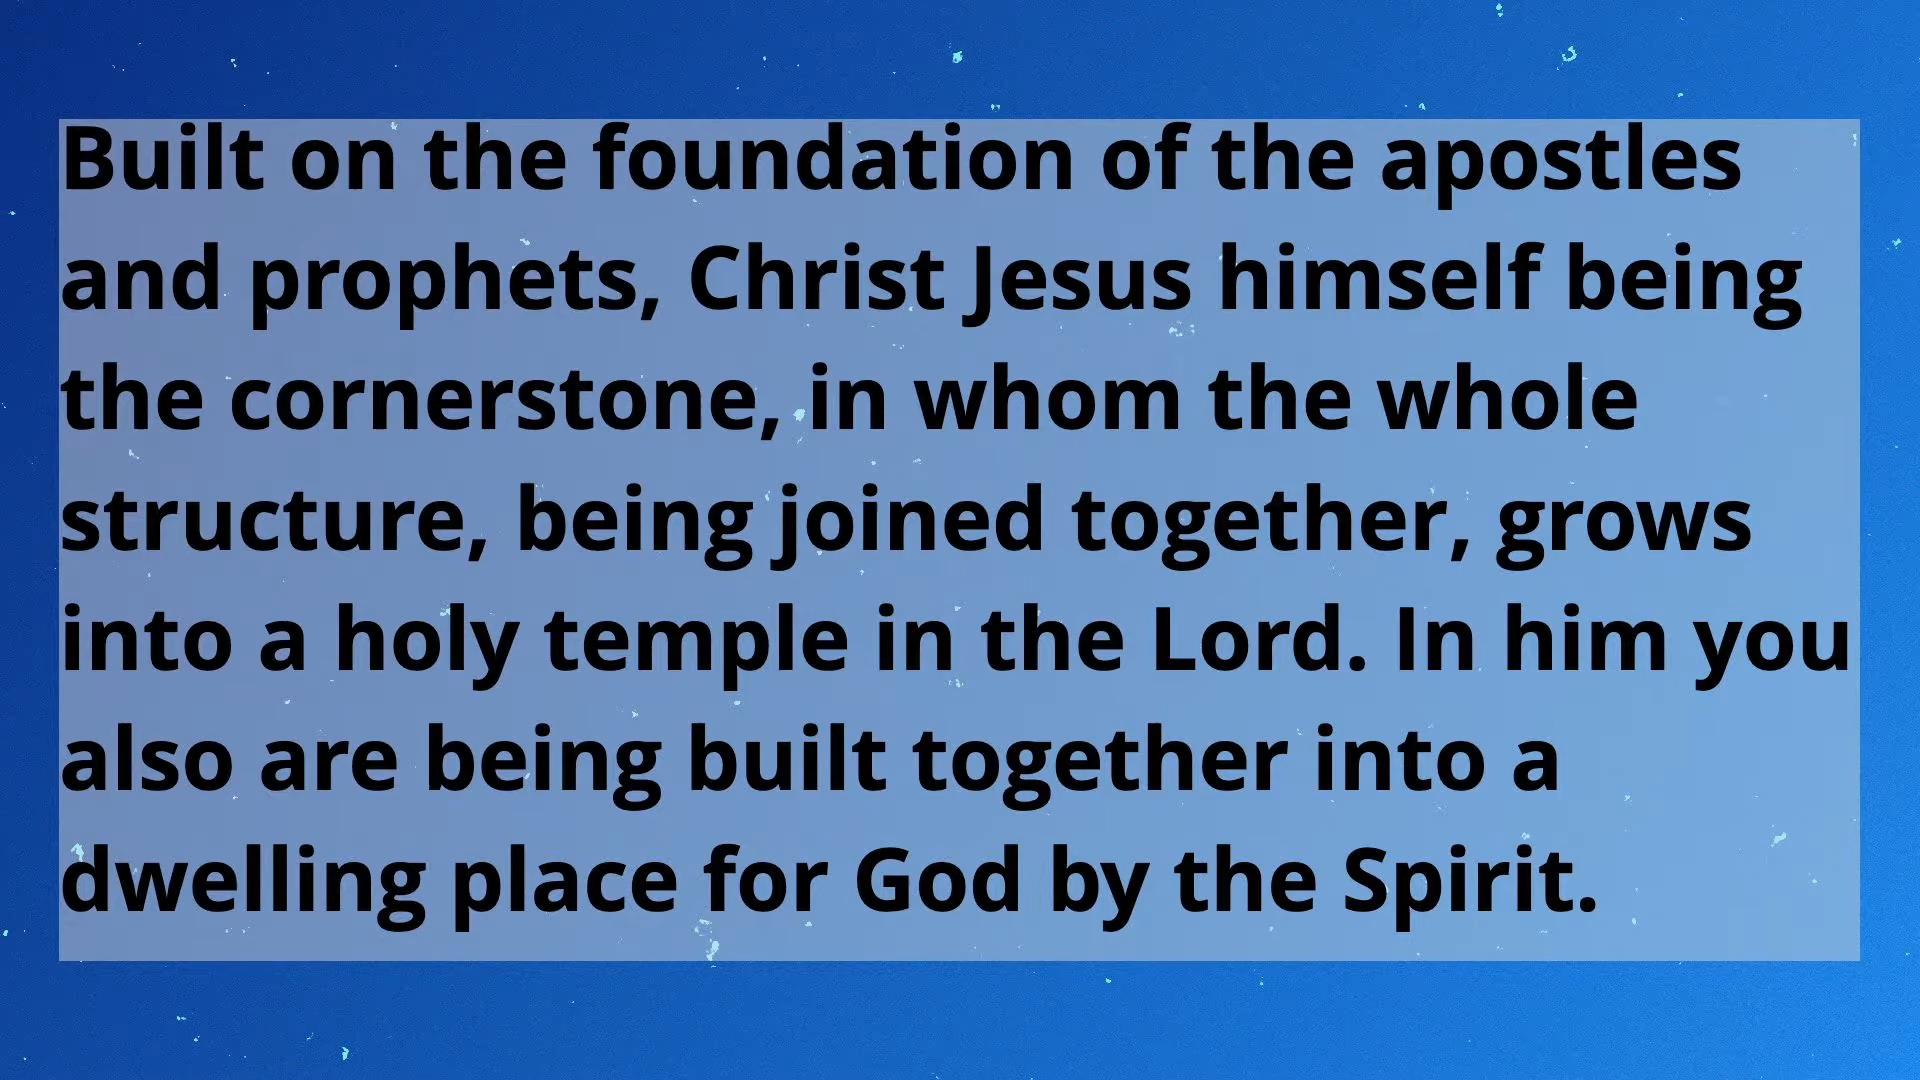 Built on the foundation of the apostles
and prophets, Christ Jesus himself being
the cornerstone, in whom the whole
structure, being joined together, grows
into a holy temple in the Lord. In him you
also are being built together into a
dwelling place for God by the Spirit.